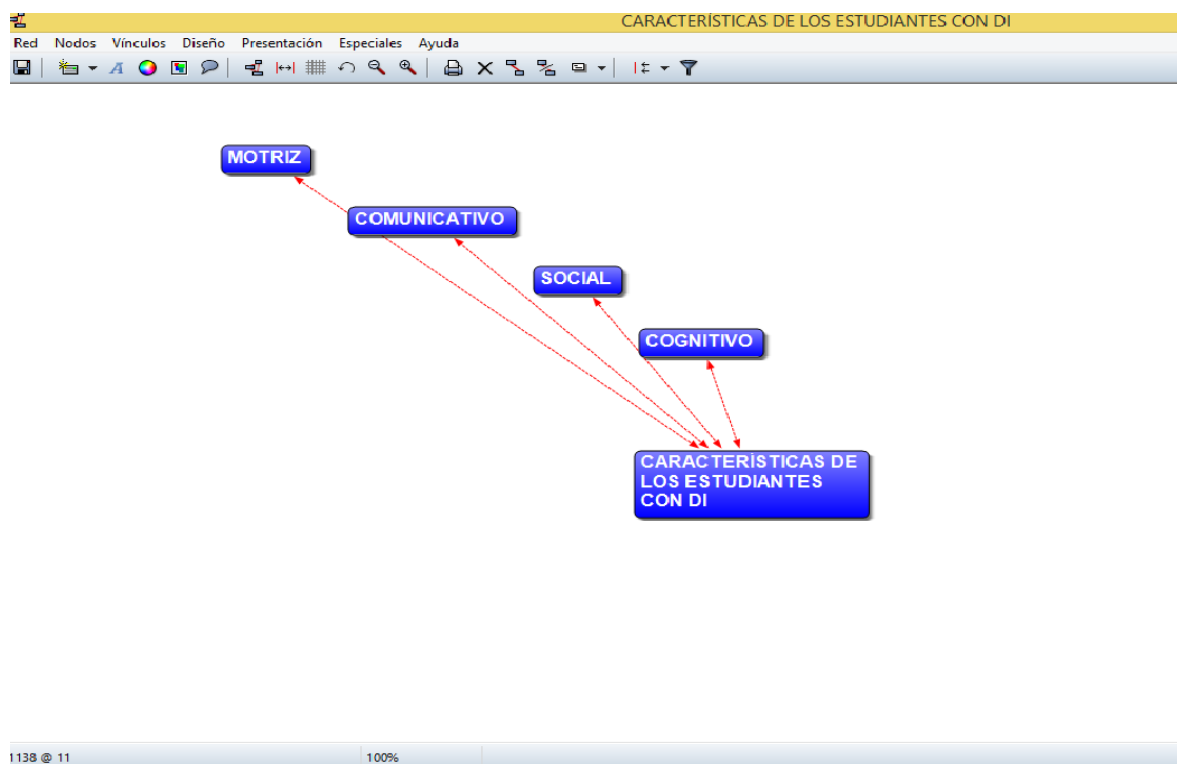 CARACTERÍSTICAS DE LOS ESTUDIANTES CON DI
Red Nodos Vínculos Diseño Presentación Especiales Ayuda
MOTRIZ
COMUNICATIVO
SOCIAL
COGNITIVO
CARACTERÍSTICAS DE
LOS ESTUDIANTES
CON DI
1138 @ 11 100%